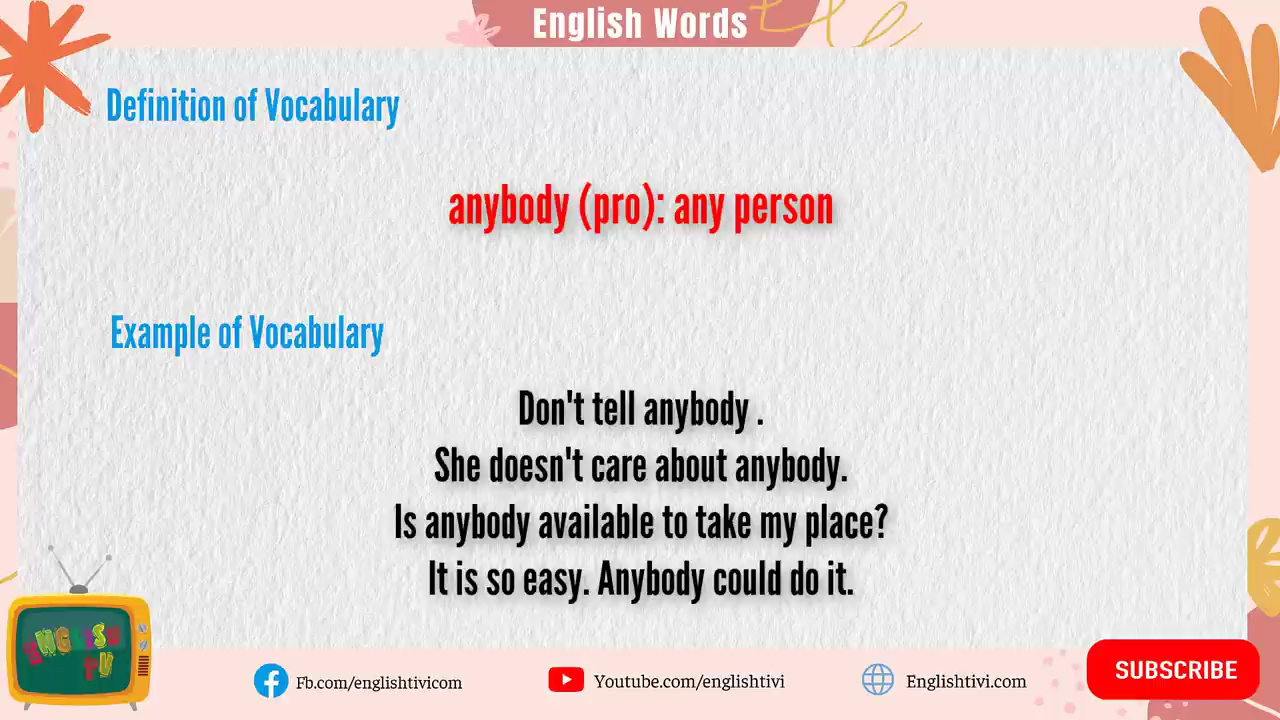 English Words
Definition of Vocabulary
anybody (pro): any person
Example of Vocabulary
Don't tell anybody .
She doesn't care about anybody.
Is anybody available to take my place?
It is so easy. Anybody could do it.
ENGLISH
TV
Fb.com/englishtivicom
Youtube.com/englishtivi
Englishtivi.com
SUBSCRIBE